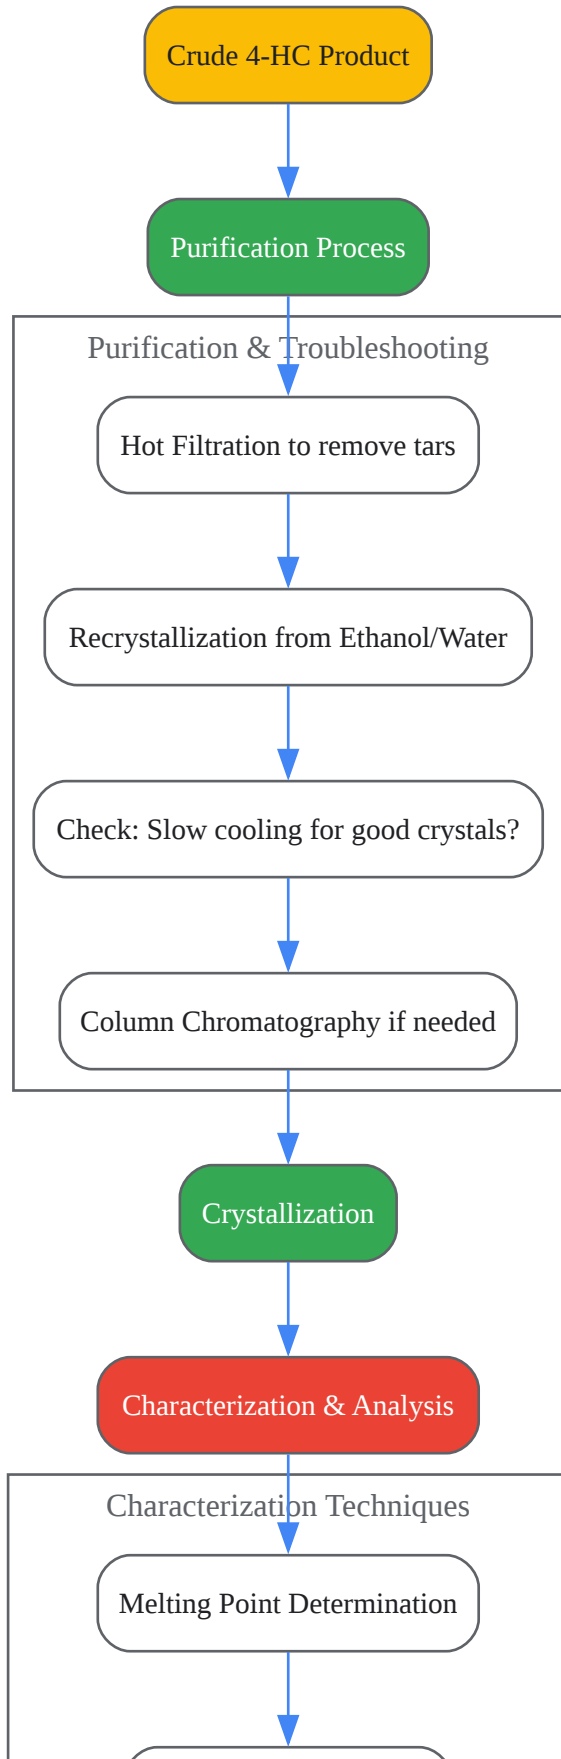 Crude 4-HC Product
Purification Process
Purification & Troubleshooting
Hot Filtration to remove tars
Recrystallization from Ethanol/Water
Check: Slow cooling for good crystals?
Column Chromatography if needed
Crystallization
Characterization & Analysis
Characterization Techniques
Melting Point Determination